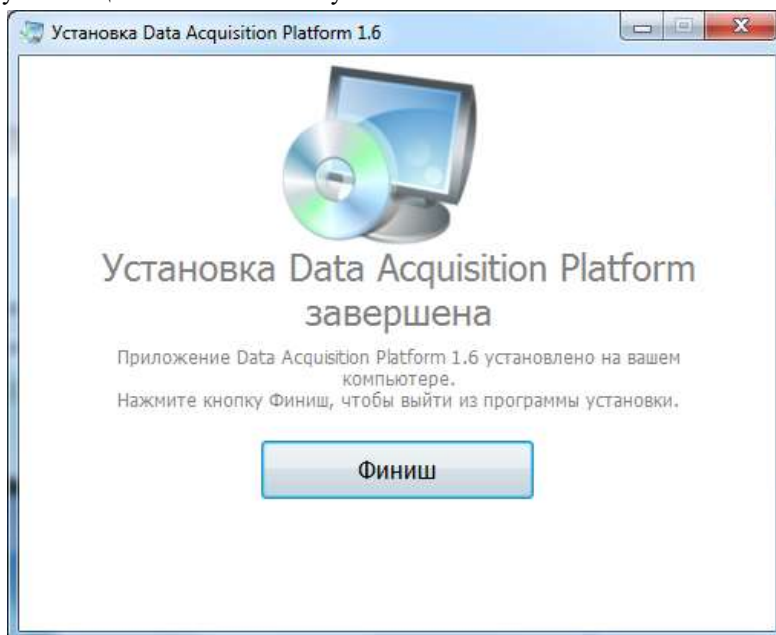 Установка Data Acquisition Platform 1.6
Установка Data Acquisition Platform
завершена
Приложение Data Acquisition Platform 1.6 установлено на вашем
компьютере.
Нажмите кнопку Финиш, чтобы выйти из программы установки.
Финиш